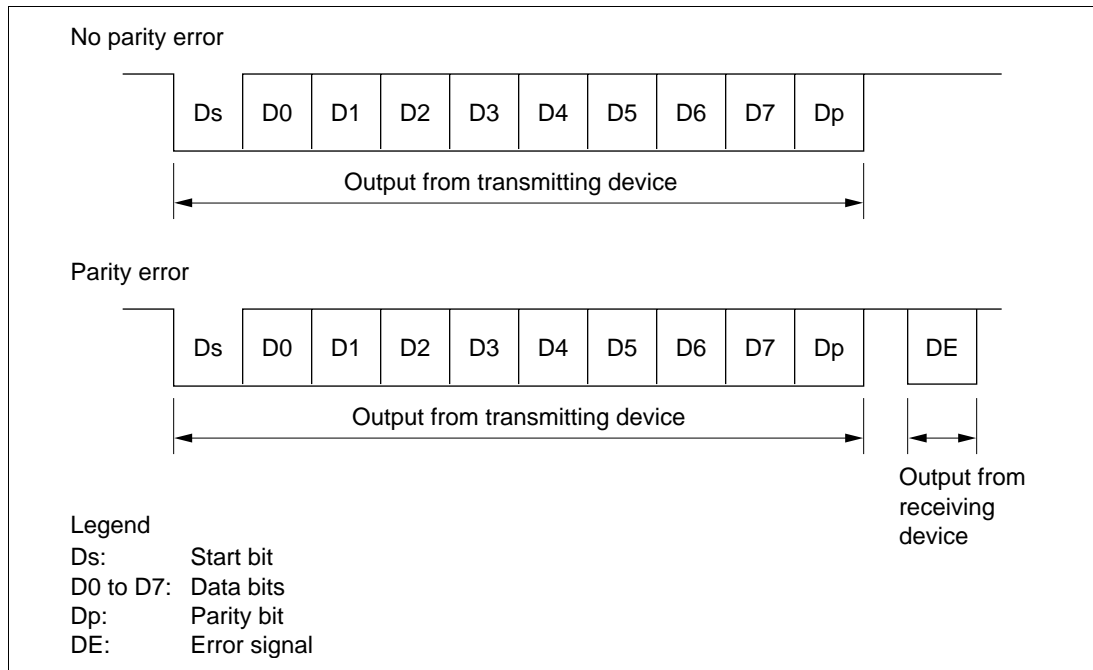 No parity error
Ds D0 D1 D2 D3 D4 D5 D6 D7 Dp
Output from transmitting device
Parity error
Ds D0 D1 D2 D3 D4 D5 D6 D7 Dp DE
Output from transmitting device
Output from
receiving
device
Legend
Ds: Start bit
D0 to D7: Data bits
Dp: Parity bit
DE: Error signal